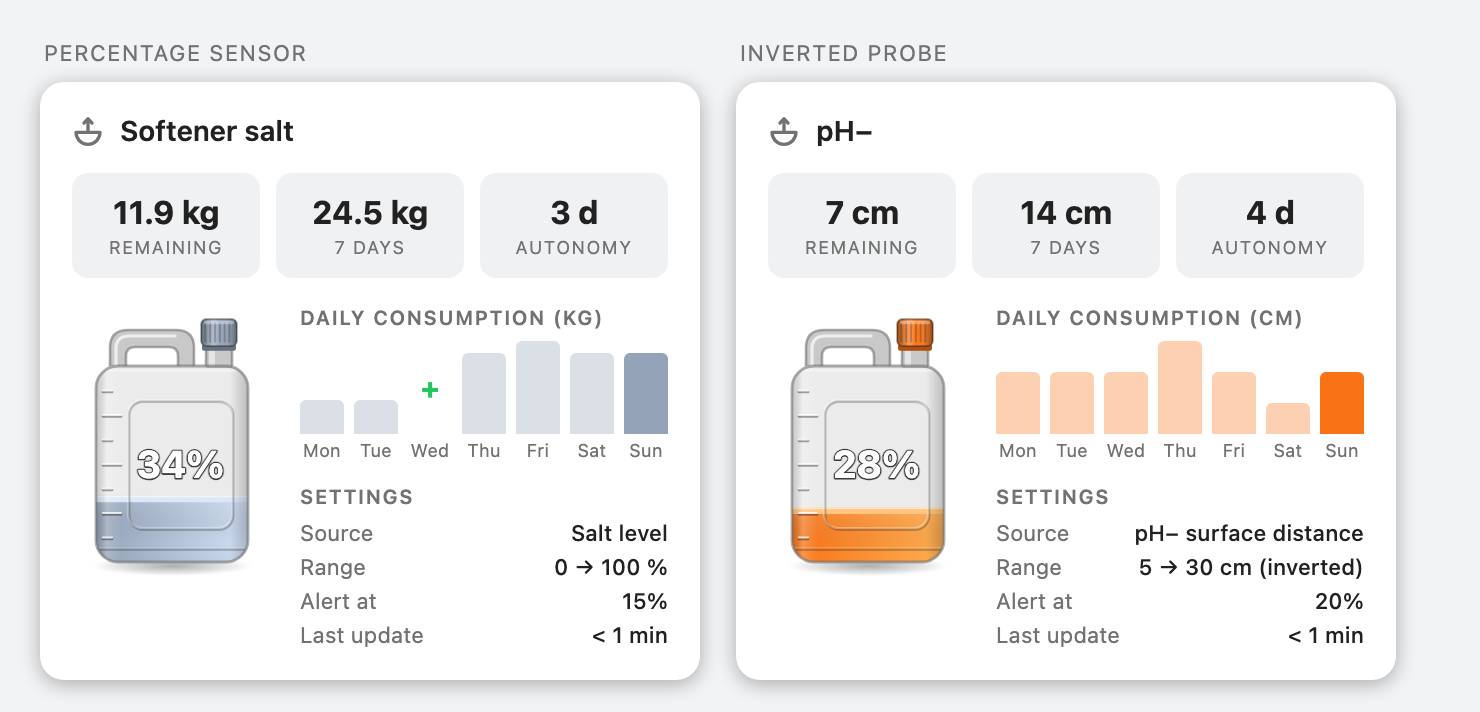 PERCENTAGE SENSOR
Softener salt
11.9 kg
REMAINING
24.5 kg
7 DAYS
3 d
AUTONOMY
34%
DAILY CONSUMPTION (KG)
+
Mon Tue Wed Thu Fri Sat Sun
SETTINGS
Source Salt level
Range 0 → 100 %
Alert at 15%
Last update < 1 min
INVERTED PROBE
pH−
7 cm
REMAINING
14 cm
7 DAYS
4 d
AUTONOMY
28%
DAILY CONSUMPTION (CM)
Mon Tue Wed Thu Fri Sat Sun
SETTINGS
Source pH− surface distance
Range 5 → 30 cm (inverted)
Alert at 20%
Last update < 1 min